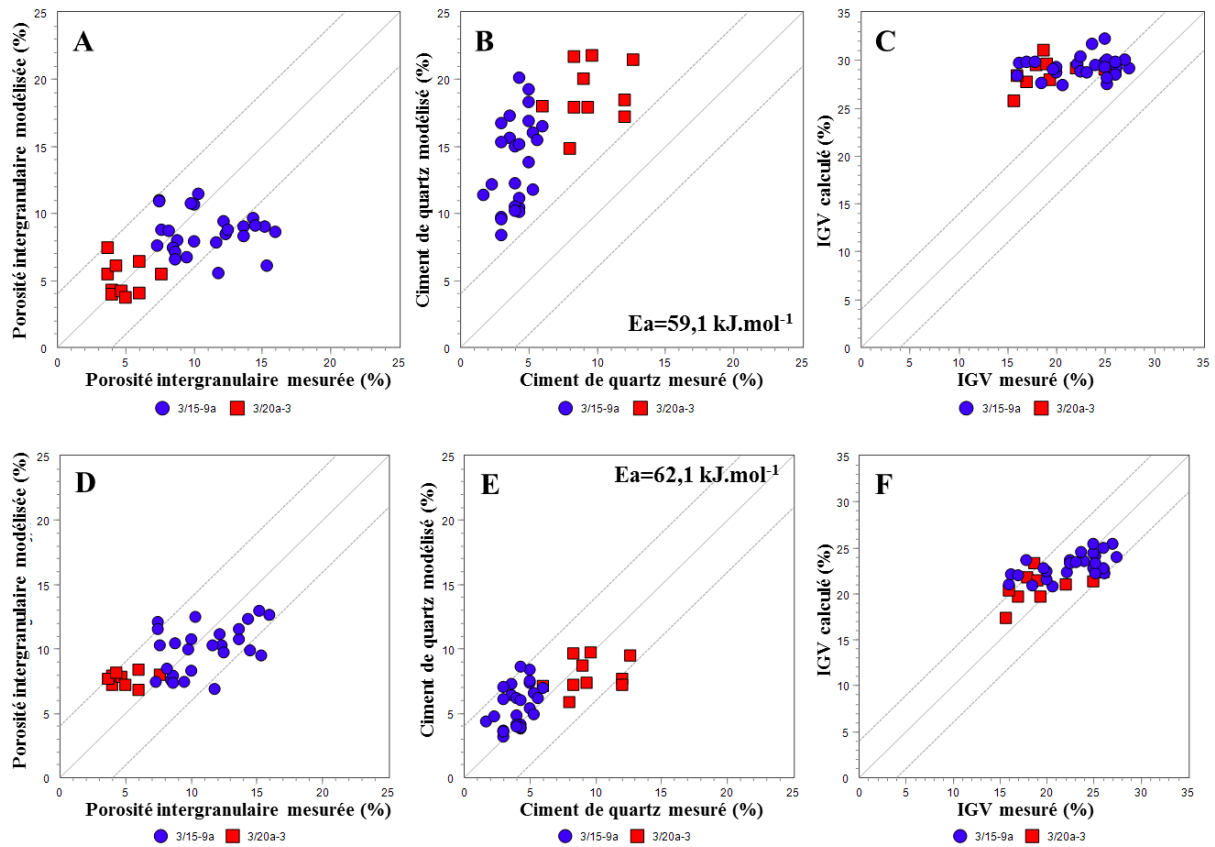 A
Porosité intergranulaire modélisée (%)
25
20
15
10
5
0
0 5 10 15 20 25
Porosité intergranulaire mesurée (%)
3/15-9a 3/20a-3
B
Ciment de quartz modélisé (%)
25
20
15
10
5
0
Ea=59,1 kJ.mol-1
0 5 10 15 20 25
Ciment de quartz mesuré (%)
3/15-9a 3/20a-3
C
IGV calculé (%)
35
30
25
20
15
10
5
0
0 5 10 15 20 25 30 35
IGV mesuré (%)
3/15-9a 3/20a-3
D
Porosité intergranulaire modélisée (%)
25
20
15
10
5
0
0 5 10 15 20 25
Porosité intergranulaire mesurée (%)
3/15-9a 3/20a-3
E
Ea=62,1 kJ.mol-1
Ciment de quartz modélisé (%)
25
20
15
10
5
0
0 5 10 15 20 25
Ciment de quartz mesuré (%)
3/15-9a 3/20a-3
F
IGV calculé (%)
35
30
25
20
15
10
5
0
0 5 10 15 20 25 30 35
IGV mesuré (%)
3/15-9a 3/20a-3